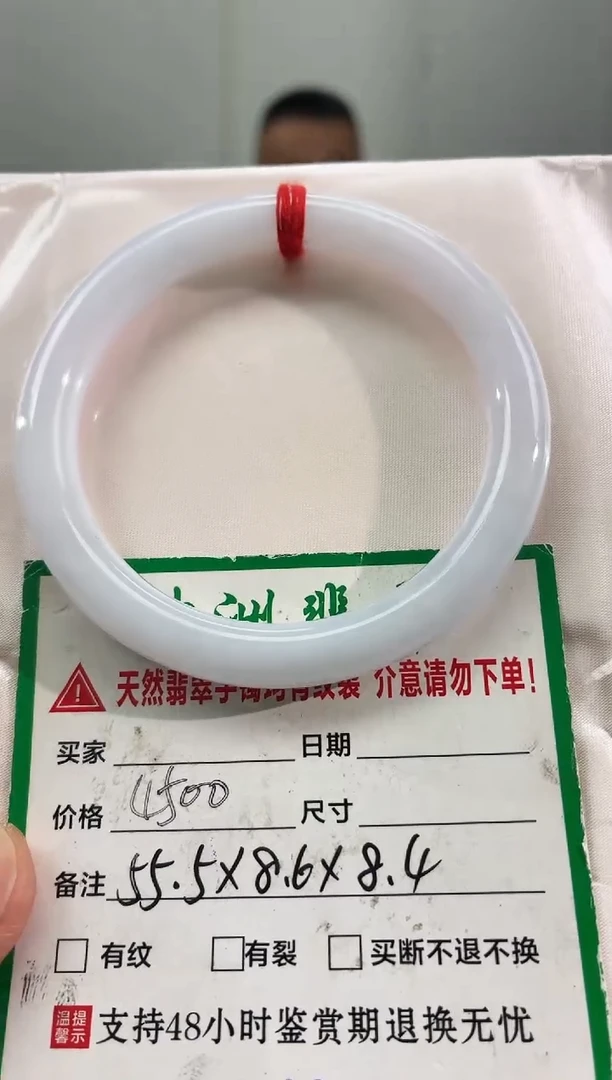 洲 翡
天然翡翠手镯均有纹裂 介意请勿下单!
买家 日期
价格 4500 尺寸
备注 55.5X8.6X8.4
有纹 有裂 买断不退不换
温馨提示 支持48小时鉴赏期退换无忧